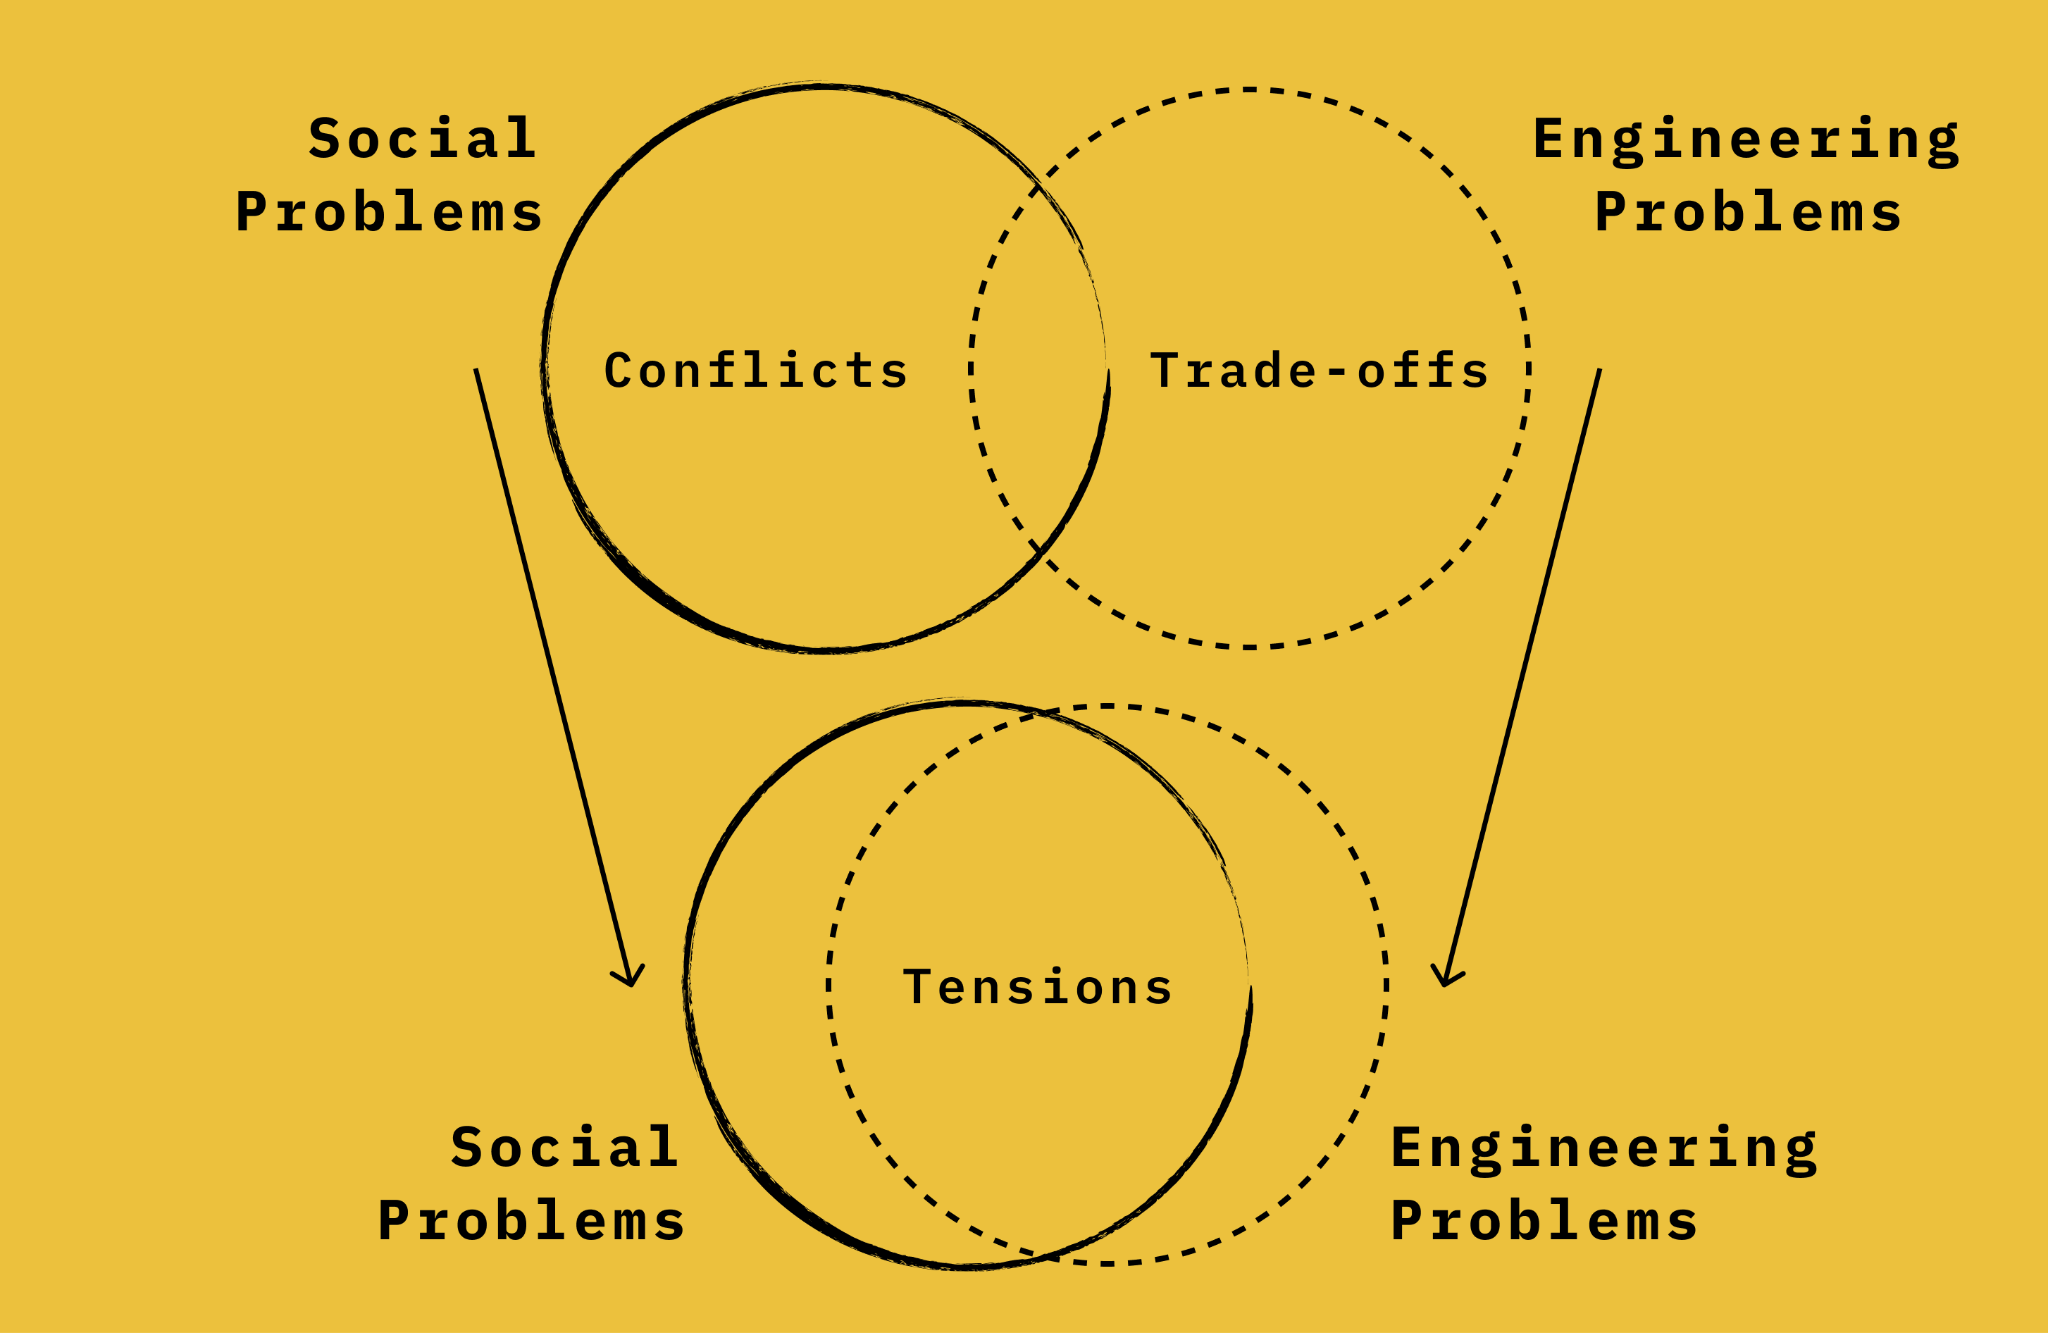 Social
Problems
Engineering
Problems
Conflicts
Trade-offs
Tensions
Social
Problems
Engineering
Problems